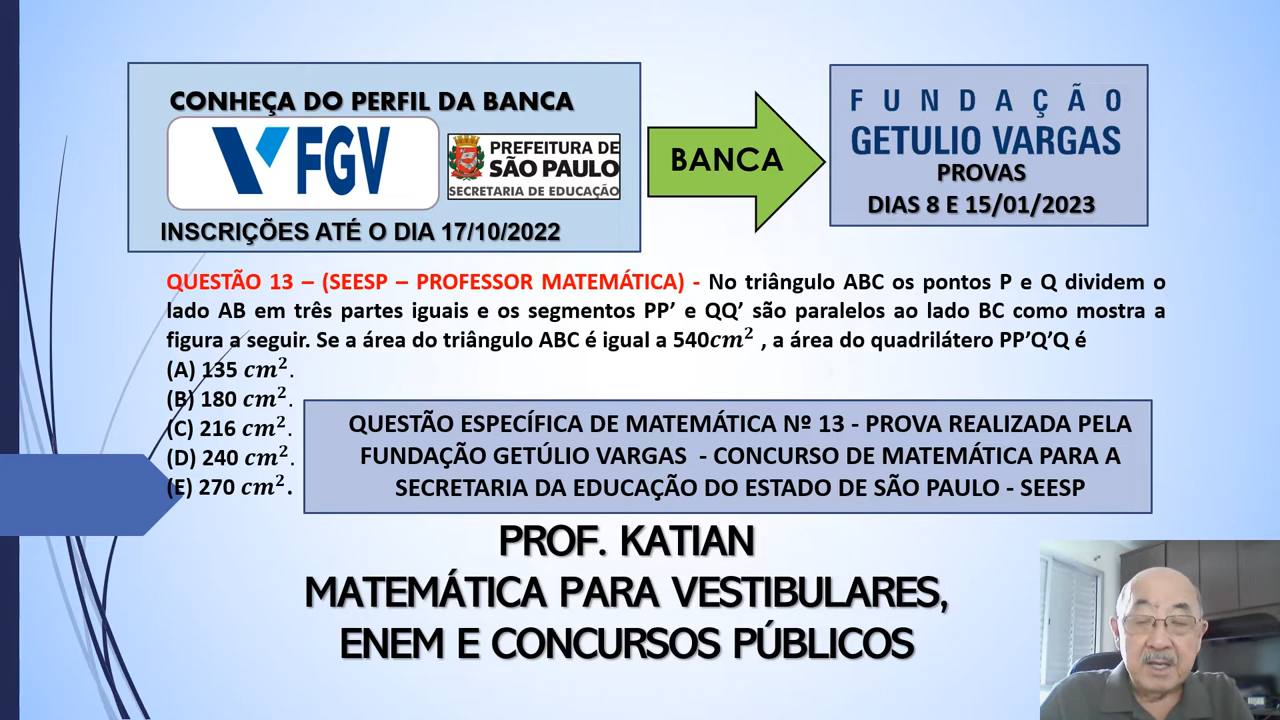 CONHEÇA DO PERFIL DA BANCA
FGV
PREFEITURA DE
SÃO PAULO
SECRETARIA DE EDUCAÇÃO
INSCRIÇÕES ATÉ O DIA 17/10/2022
BANCA
FUNDAÇÃO
GETULIO VARGAS
PROVAS
DIAS 8 E 15/01/2023
QUESTÃO 13 – (SEESP – PROFESSOR MATEMÁTICA) - No triângulo ABC os pontos P e Q dividem o
lado AB em três partes iguais e os segmentos PP’ e QQ’ são paralelos ao lado BC como mostra a
figura a seguir. Se a área do triângulo ABC é igual a 540cm² , a área do quadrilátero PP’Q’Q é
(A) 135 cm².
(B) 180 cm².
(C) 216 cm².
(D) 240 cm².
(E) 270 cm².
QUESTÃO ESPECÍFICA DE MATEMÁTICA Nº 13 - PROVA REALIZADA PELA
FUNDAÇÃO GETÚLIO VARGAS - CONCURSO DE MATEMÁTICA PARA A
SECRETARIA DA EDUCAÇÃO DO ESTADO DE SÃO PAULO - SEESP
PROF. KATIAN
MATEMÁTICA PARA VESTIBULARES,
ENEM E CONCURSOS PÚBLICOS